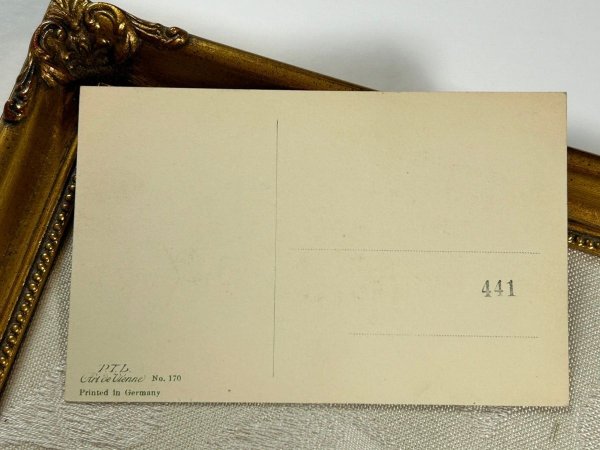 441
P.T.L.
Art de Vienne No. 170
Printed in Germany